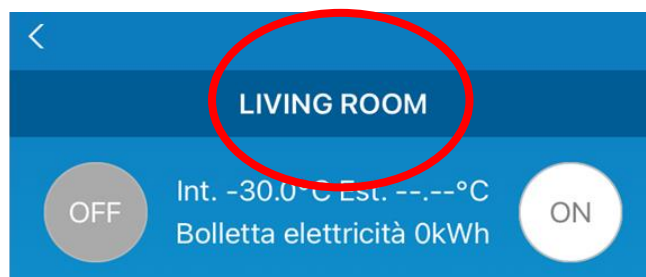 LIVING ROOM
OFF
Int. -30.0°C Est. --.--°C
Bolletta elettricità 0kWh
ON